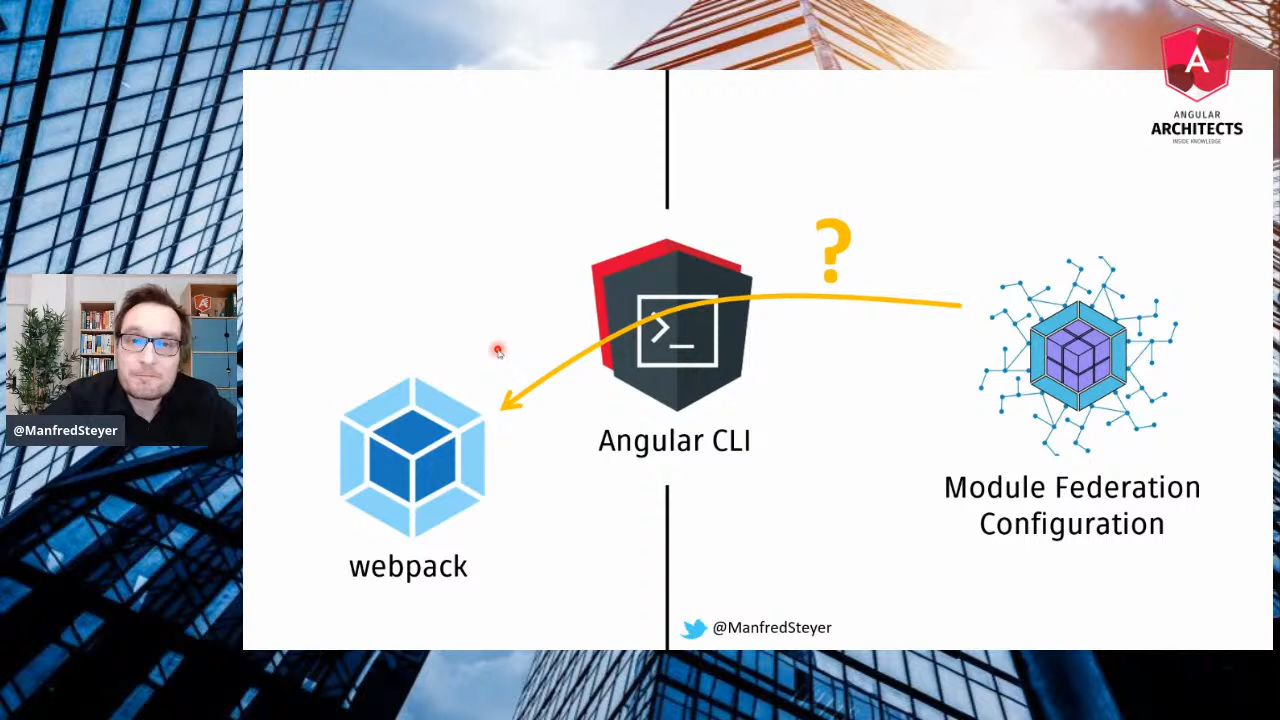 A
ANGULAR
ARCHITECTS
INSIDE KNOWLEDGE
?
>_
Angular CLI
Module Federation
Configuration
webpack
@ManfredSteyer
@ManfredSteyer